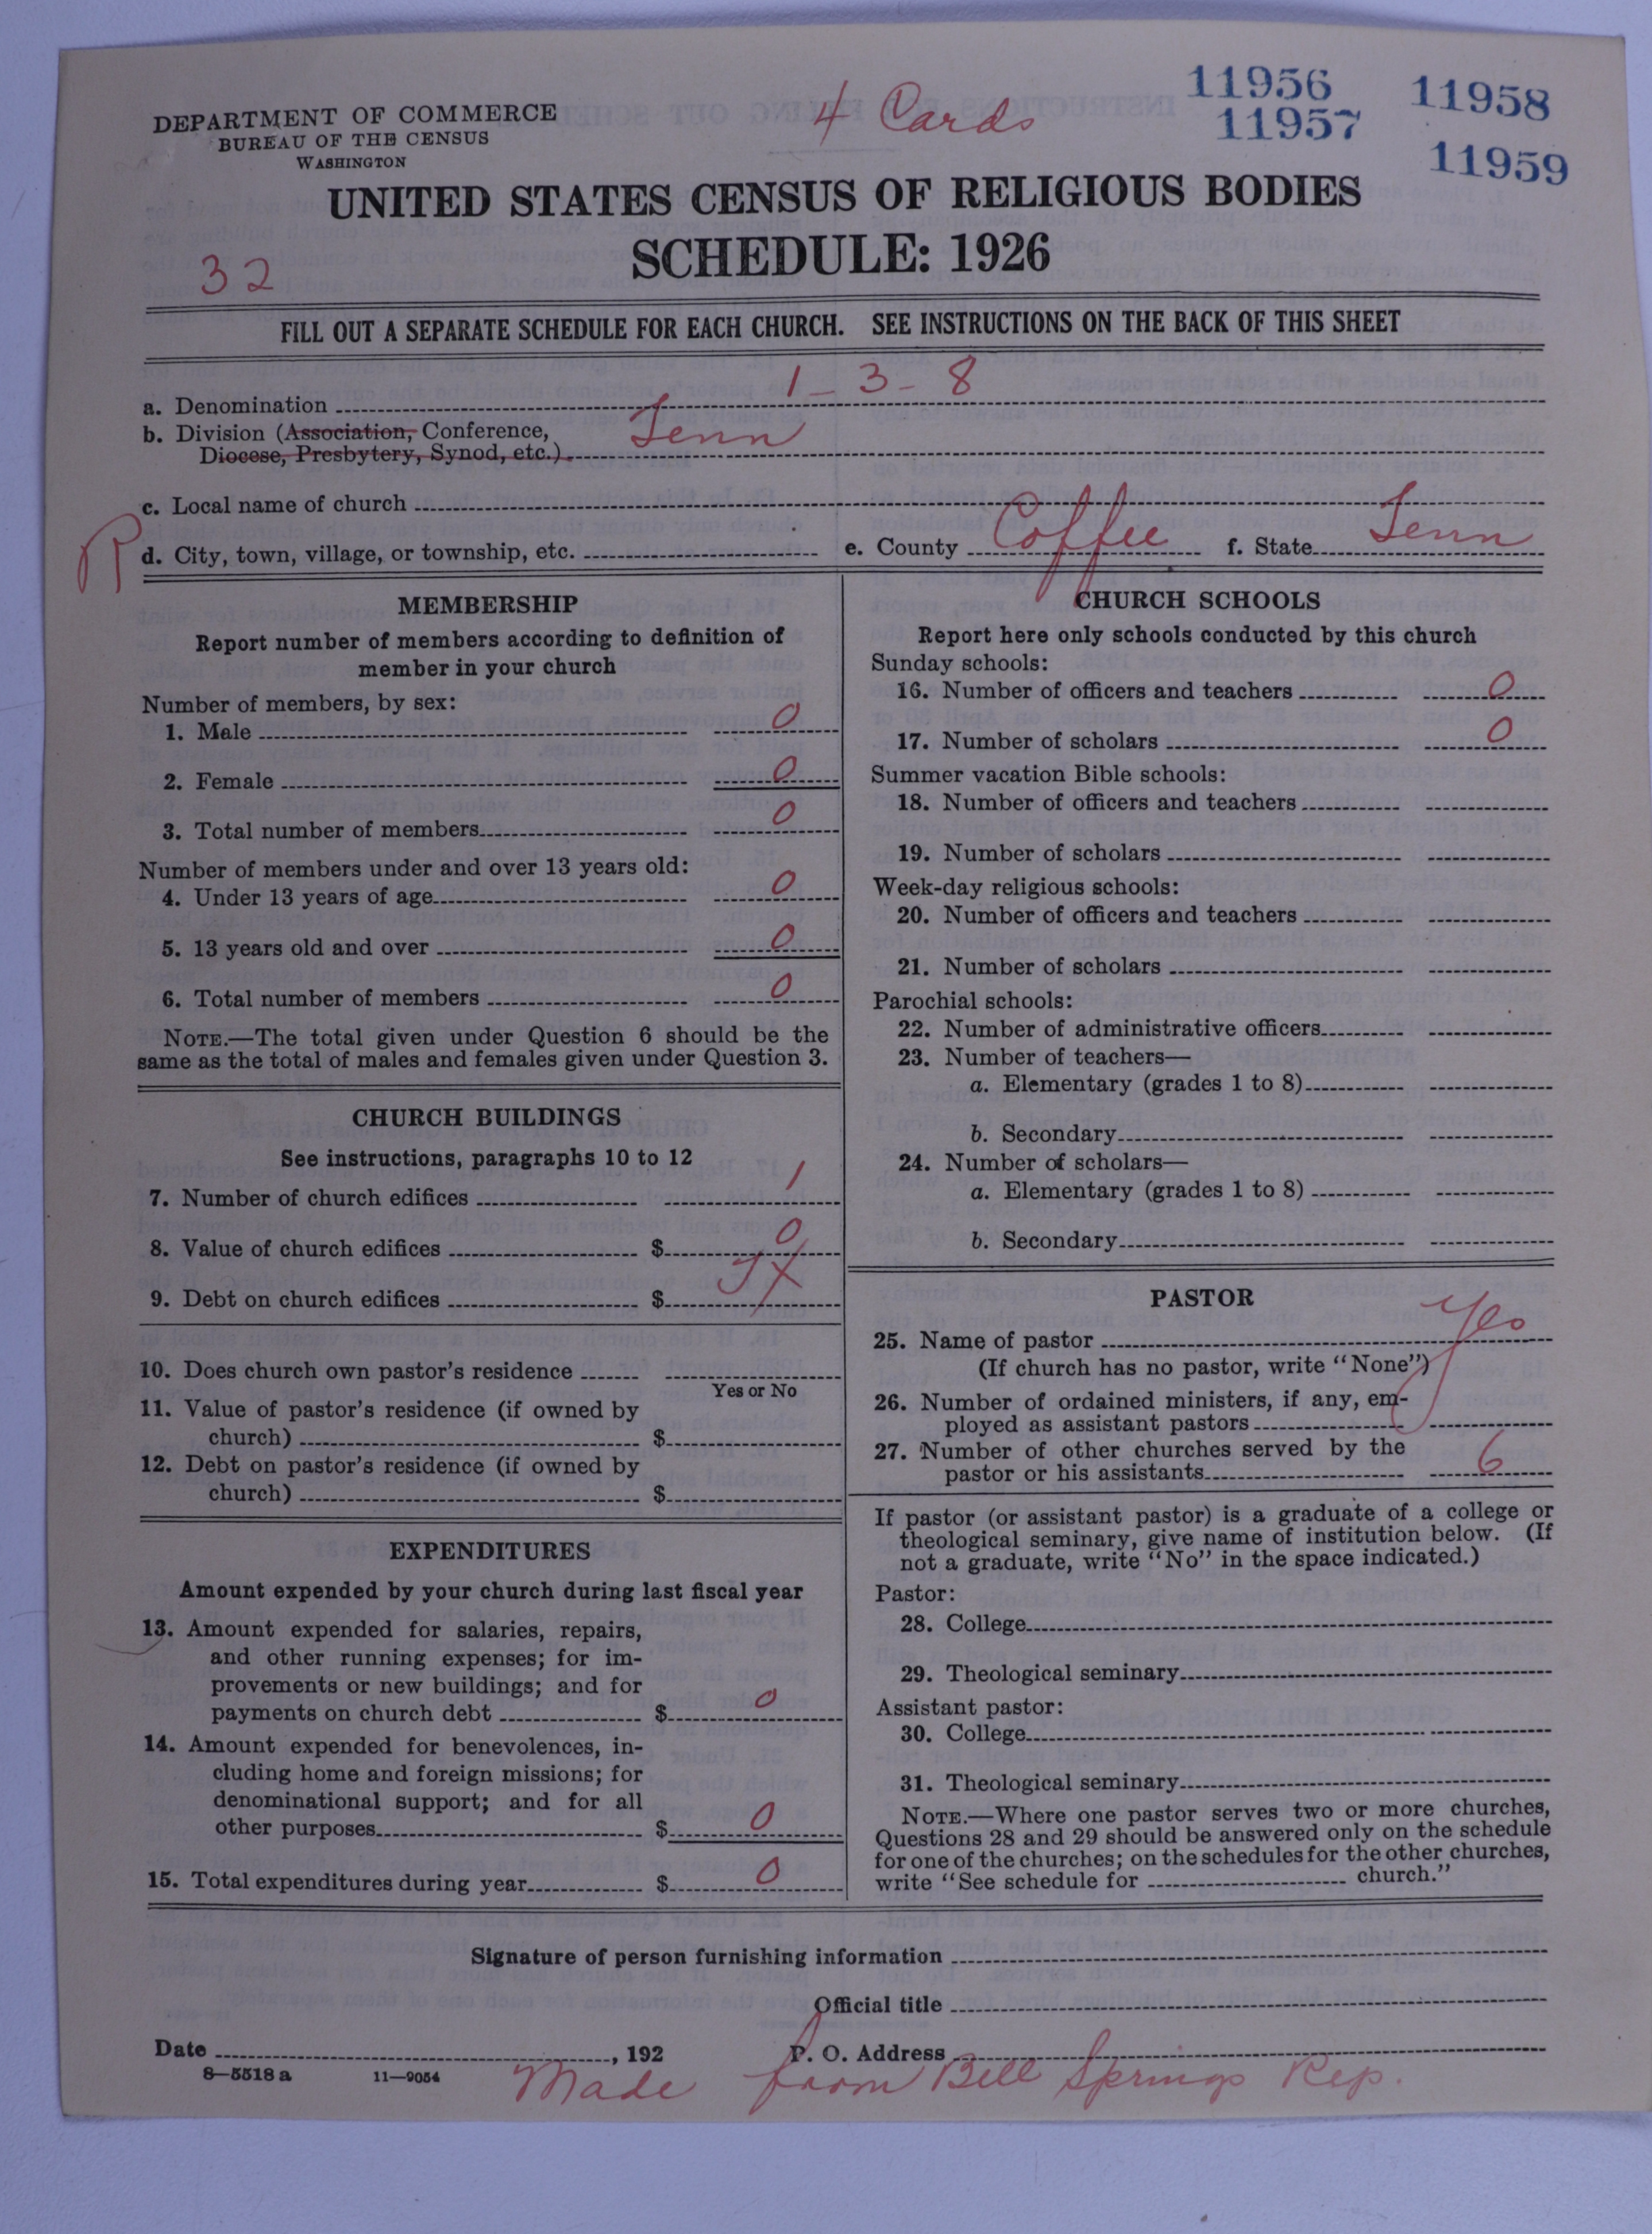 DEPARTMENT OF COMMERCE
BUREAU OF THE CENSUS
WASHINGTON
4 Cards
11956
11957
11958
11959
UNITED STATES CENSUS OF RELIGIOUS BODIES
SCHEDULE: 1926
32
FILL OUT A SEPARATE SCHEDULE FOR EACH CHURCH. SEE INSTRUCTIONS ON THE BACK OF THIS SHEET
a. Denomination 1-3-8
b. Division (Association, Conference, Tenn
Diocese, Presbytery, Synod, etc.)
c. Local name of church
R d. City, town, village, or township, etc. e. County Coffee f. State Tenn
MEMBERSHIP
Report number of members according to definition of
member in your church
Number of members, by sex:
1. Male 0
2. Female 0
3. Total number of members 0
Number of members under and over 13 years old:
4. Under 13 years of age 0
5. 13 years old and over 0
6. Total number of members 0
NOTE.—The total given under Question 6 should be the
same as the total of males and females given under Question 3.
CHURCH BUILDINGS
See instructions, paragraphs 10 to 12
7. Number of church edifices 1
8. Value of church edifices $ 0
9. Debt on church edifices $
10. Does church own pastor's residence
Yes or No
11. Value of pastor's residence (if owned by
church) $
12. Debt on pastor's residence (if owned by
church) $
EXPENDITURES
Amount expended by your church during last fiscal year
13. Amount expended for salaries, repairs,
and other running expenses; for im-
provements or new buildings; and for
payments on church debt $ 0
14. Amount expended for benevolences, in-
cluding home and foreign missions; for
denominational support; and for all
other purposes $ 0
15. Total expenditures during year $ 0
CHURCH SCHOOLS
Report here only schools conducted by this church
Sunday schools:
16. Number of officers and teachers 0
17. Number of scholars 0
Summer vacation Bible schools:
18. Number of officers and teachers
19. Number of scholars
Week-day religious schools:
20. Number of officers and teachers
21. Number of scholars
Parochial schools:
22. Number of administrative officers
23. Number of teachers—
a. Elementary (grades 1 to 8)
b. Secondary
24. Number of scholars—
a. Elementary (grades 1 to 8)
b. Secondary
PASTOR
25. Name of pastor Yes
(If church has no pastor, write "None")
26. Number of ordained ministers, if any, em-
ployed as assistant pastors
27. Number of other churches served by the
pastor or his assistants 6
If pastor (or assistant pastor) is a graduate of a college or
theological seminary, give name of institution below. (If
not a graduate, write "No" in the space indicated.)
Pastor:
28. College
29. Theological seminary
Assistant pastor:
30. College
31. Theological seminary
NOTE.—Where one pastor serves two or more churches,
Questions 28 and 29 should be answered only on the schedule
for one of the churches; on the schedules for the other churches,
write "See schedule for church."
Signature of person furnishing information
Official title
Date , 192 P. O. Address
8—5518 a 11—9054
Made from Bell Springs Rep.